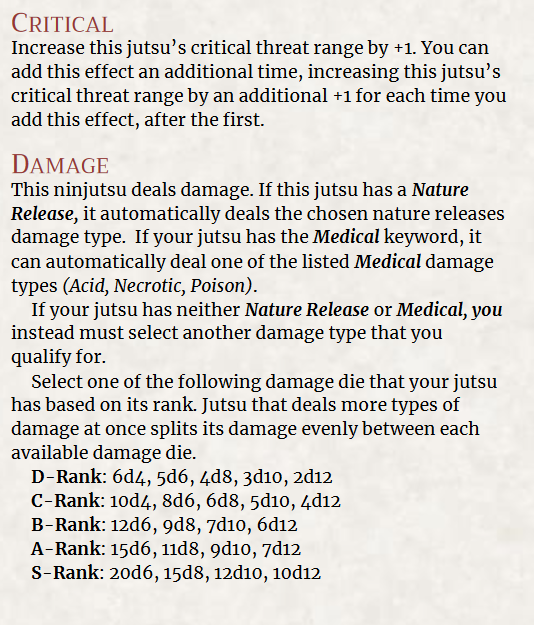 CRITICAL
Increase this jutsu's critical threat range by +1. You can
add this effect an additional time, increasing this jutsu's
critical threat range by an additional +1 for each time you
add this effect, after the first.
DAMAGE
This ninjutsu deals damage. If this jutsu has a Nature
Release, it automatically deals the chosen nature releases
damage type. If your jutsu has the Medical keyword, it
can automatically deal one of the listed Medical damage
types (Acid, Necrotic, Poison).
If your jutsu has neither Nature Release or Medical, you
instead must select another damage type that you
qualify for.
Select one of the following damage die that your jutsu
has based on its rank. Jutsu that deals more types of
damage at once splits its damage evenly between each
available damage die.
D-Rank: 6d4, 5d6, 4d8, 3d10, 2d12
C-Rank: 10d4, 8d6, 6d8, 5d10, 4d12
B-Rank: 12d6, 9d8, 7d10, 6d12
A-Rank: 15d6, 11d8, 9d10, 7d12
S-Rank: 20d6, 15d8, 12d10, 10d12